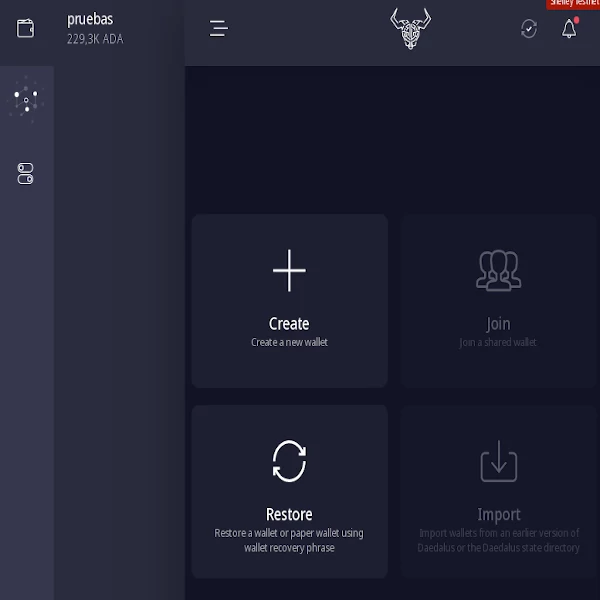 pruebas
229,3K ADA
Shelley Testnet
Create
Create a new wallet
Join
Join a shared wallet
Restore
Restore a wallet or paper wallet using
wallet recovery phrase
Import
Import wallets from an earlier version of
Daedalus or the Daedalus state directory